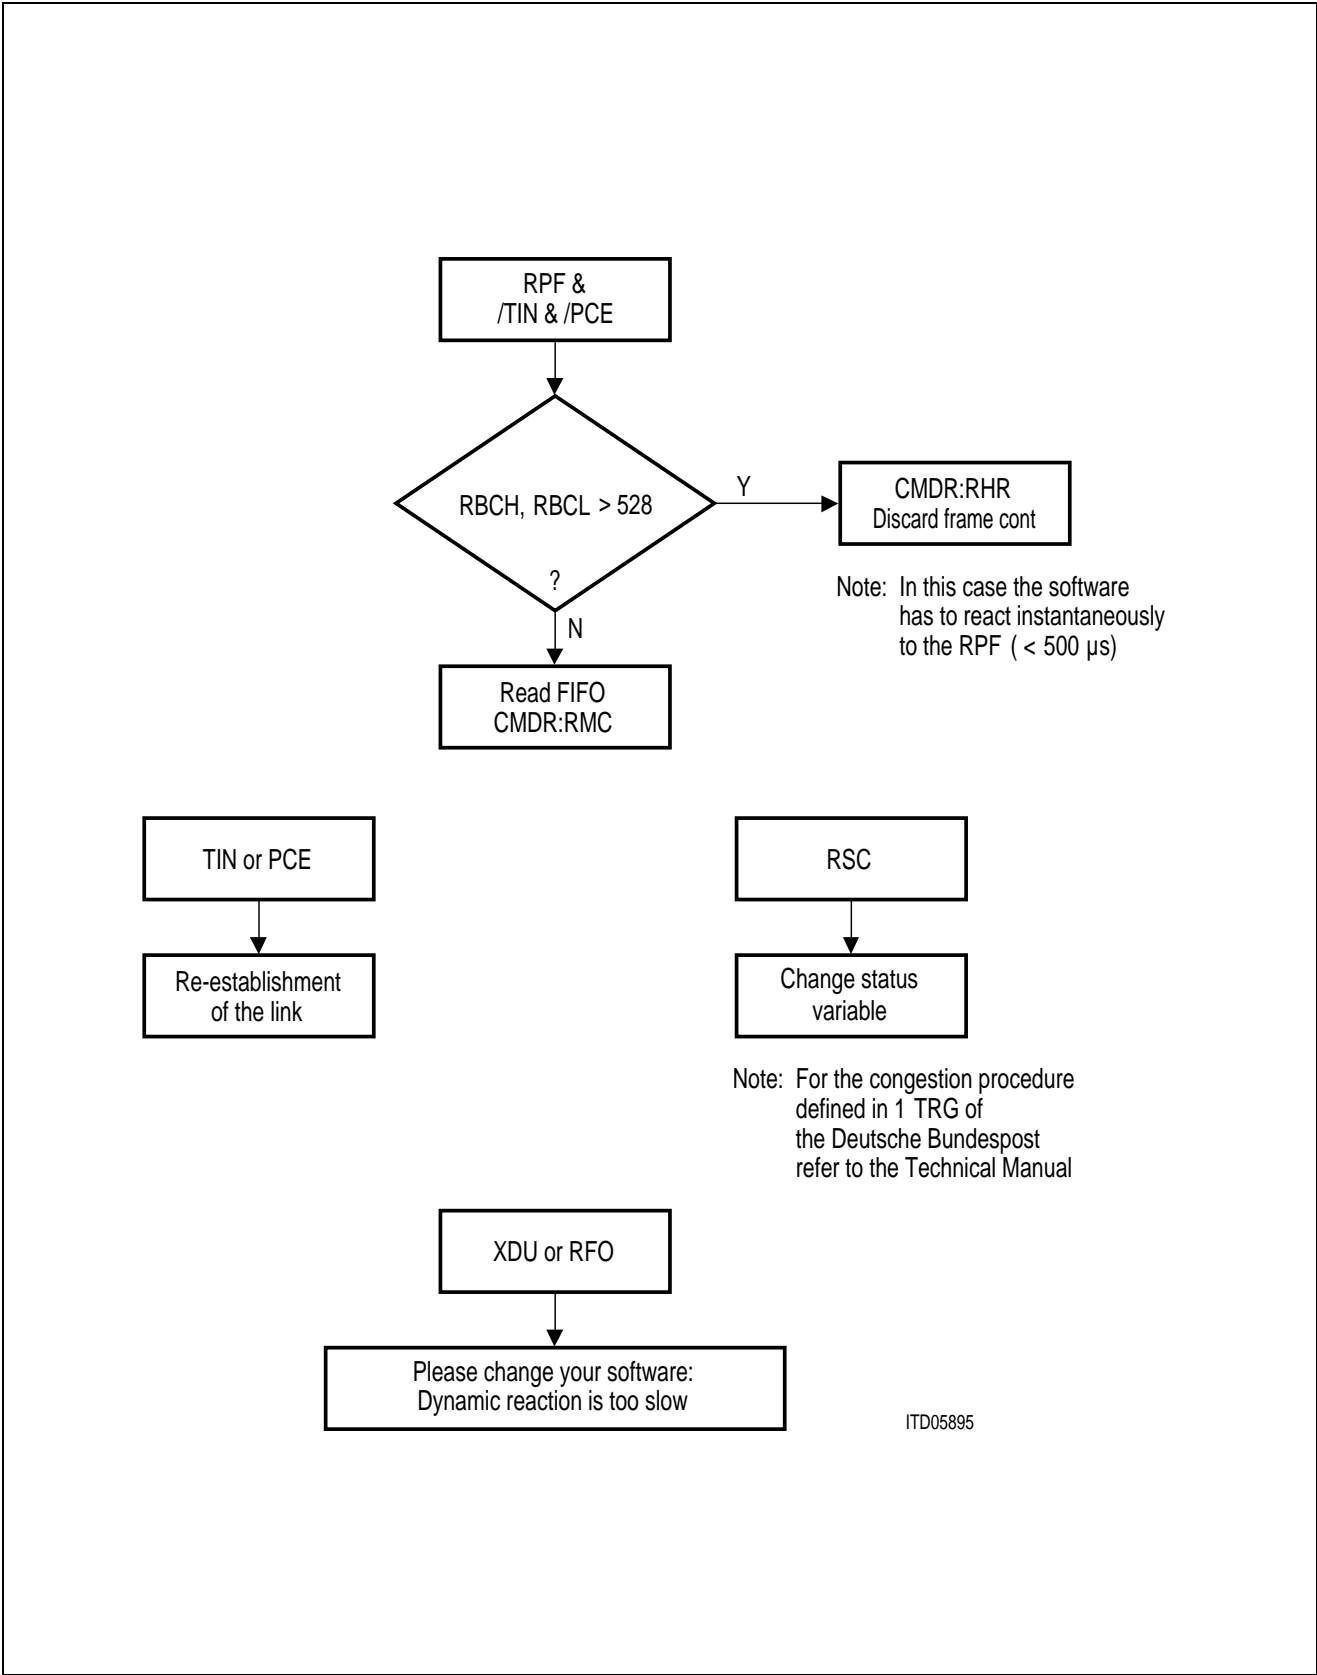 RPF &
/TIN & /PCE
RBCH, RBCL > 528
?
Y
CMDR:RHR
Discard frame cont
Note: In this case the software
has to react instantaneously
to the RPF ( < 500 µs)
N
Read FIFO
CMDR:RMC
TIN or PCE
Re-establishment
of the link
RSC
Change status
variable
Note: For the congestion procedure
defined in 1 TRG of
the Deutsche Bundespost
refer to the Technical Manual
XDU or RFO
Please change your software:
Dynamic reaction is too slow
ITD05895